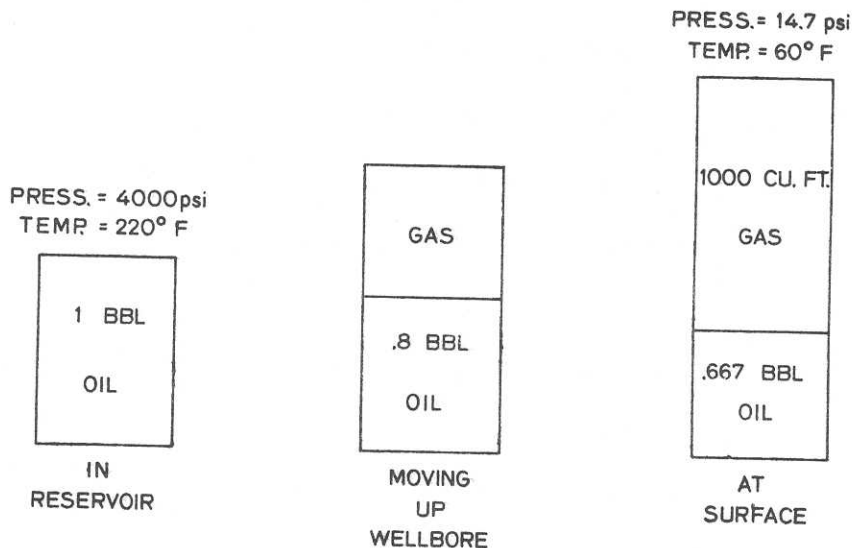 PRESS. = 4000psi
TEMP. = 220° F
1 BBL
OIL
IN
RESERVOIR
GAS
.8 BBL
OIL
MOVING
UP
WELLBORE
PRESS. = 14.7 psi
TEMP. = 60° F
1000 CU. FT.
GAS
.667 BBL
OIL
AT
SURFACE